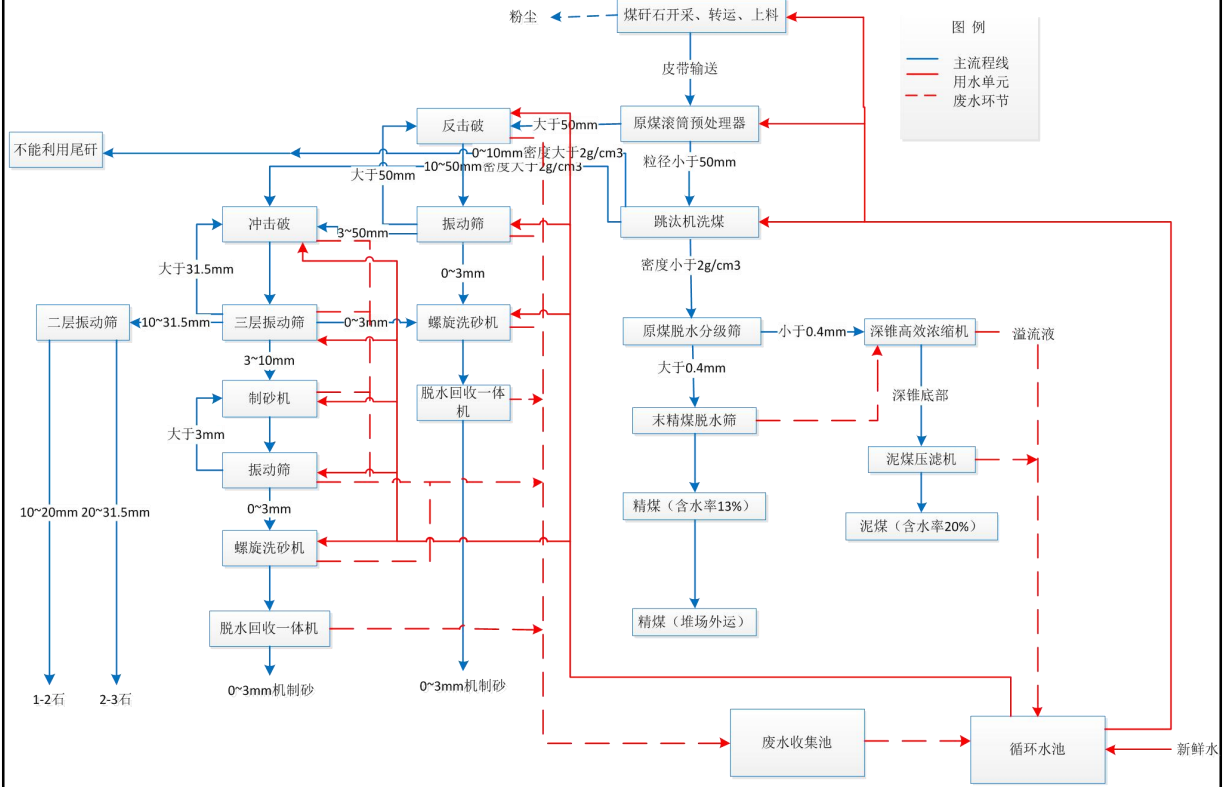 粉尘
煤矸石开采、转运、上料
图 例
主流程线
用水单元
废水环节
皮带输送
反击破
大于50mm
原煤滚筒预处理器
不能利用尾矸
0~10mm密度大于2g/cm3
10~50mm密度大于2g/cm3
大于50mm
粒径小于50mm
冲击破
3~50mm
振动筛
跳汰机洗煤
大于31.5mm
0~3mm
密度小于2g/cm3
二层振动筛
10~31.5mm
三层振动筛
0~3mm
螺旋洗砂机
原煤脱水分级筛
小于0.4mm
深锥高效浓缩机
溢流液
3~10mm
大于0.4mm
制砂机
脱水回收一体
机
深锥底部
大于3mm
末精煤脱水筛
振动筛
泥煤压滤机
10~20mm
20~31.5mm
0~3mm
精煤（含水率13%）
泥煤（含水率20%）
螺旋洗砂机
脱水回收一体机
精煤（堆场外运）
1-2石
2-3石
0~3mm机制砂
0~3mm机制砂
废水收集池
循环水池
新鲜水